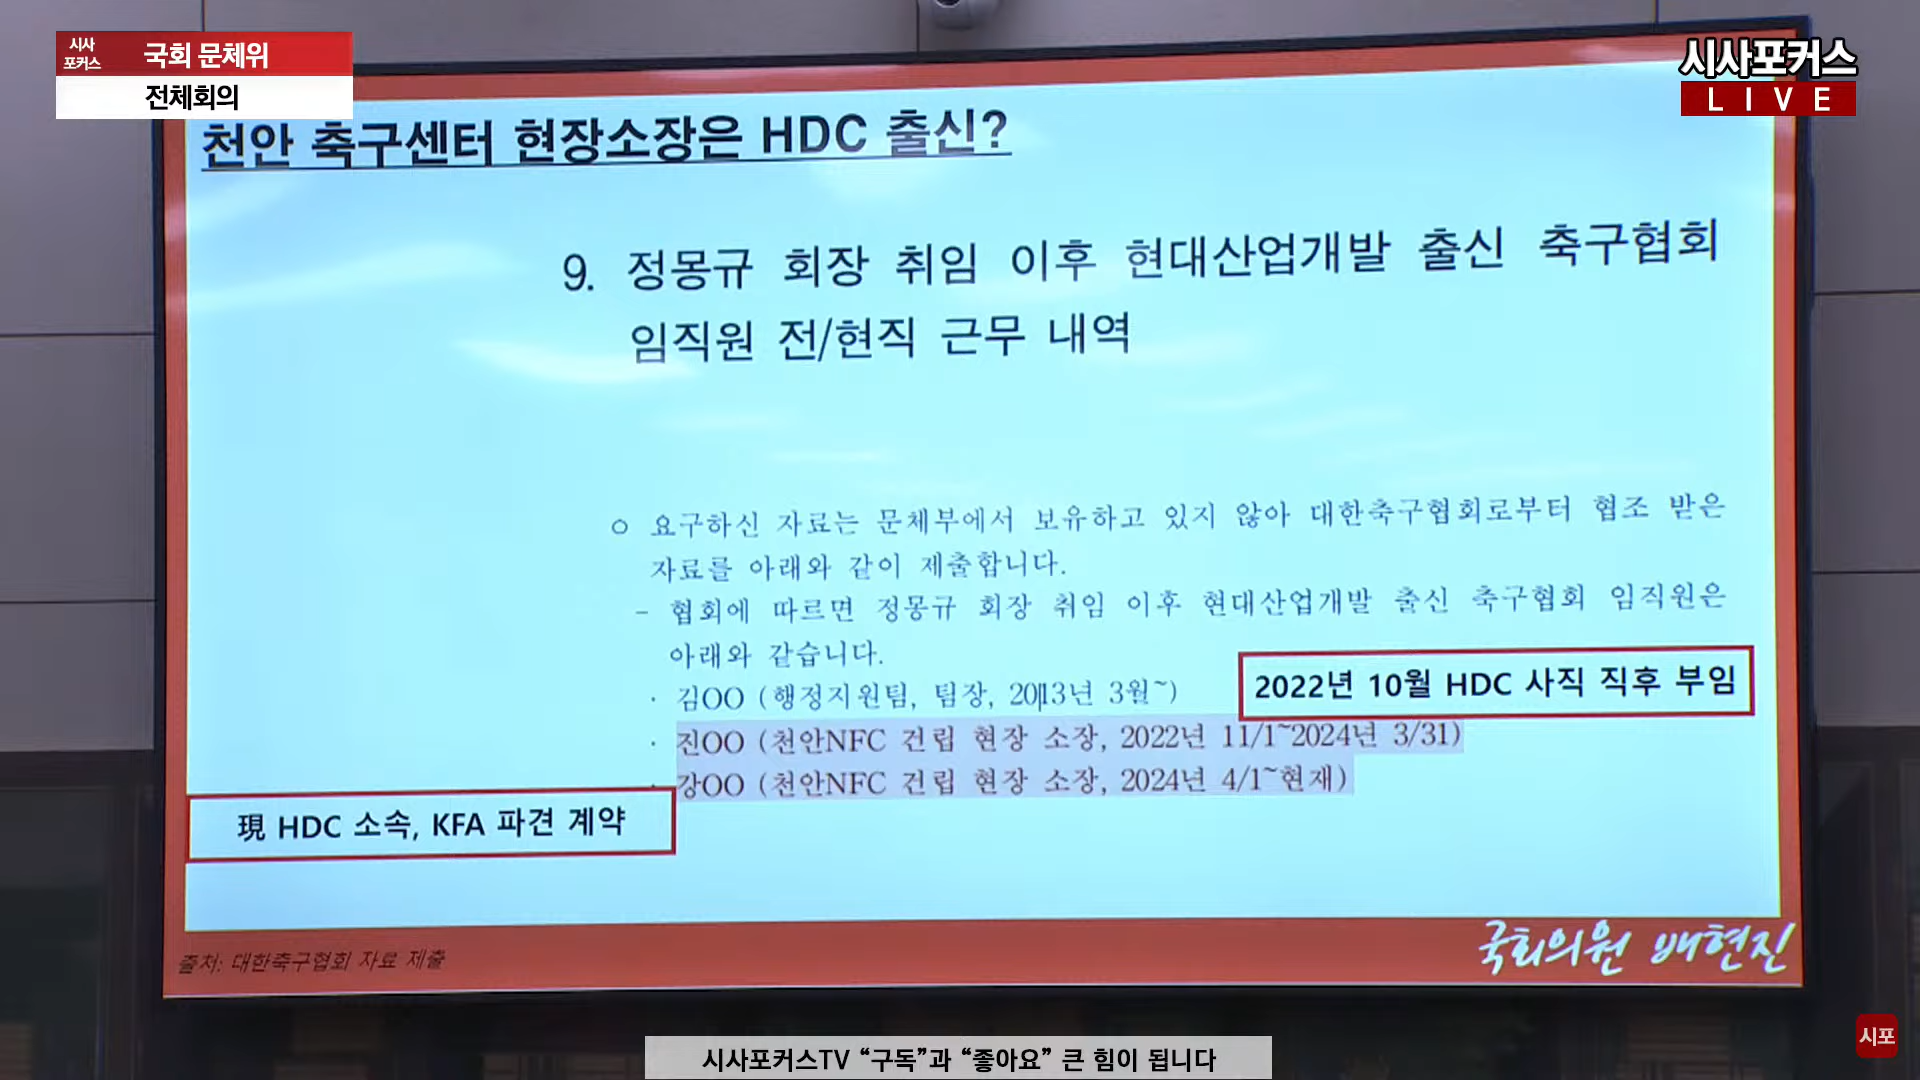 시사
포커스
국회 문체위
전체회의
시사포커스
LIVE
천안 축구센터 현장소장은 HDC 출신?
9. 정몽규 회장 취임 이후 현대산업개발 출신 축구협회
임직원 전/현직 근무 내역
○ 요구하신 자료는 문체부에서 보유하고 있지 않아 대한축구협회로부터 협조 받은
자료를 아래와 같이 제출합니다.
- 협회에 따르면 정몽규 회장 취임 이후 현대산업개발 출신 축구협회 임직원은
아래와 같습니다.
2022년 10월 HDC 사직 직후 부임
· 김OO (행정지원팀, 팀장, 2013년 3월~)
· 진OO (천안NFC 건립 현장 소장, 2022년 11/1~2024년 3/31)
· 강OO (천안NFC 건립 현장 소장, 2024년 4/1~현재)
現 HDC 소속, KFA 파견 계약
출처: 대한축구협회 자료 제출
국회의원 배현진
시포
시사포커스TV “구독”과 “좋아요” 큰 힘이 됩니다